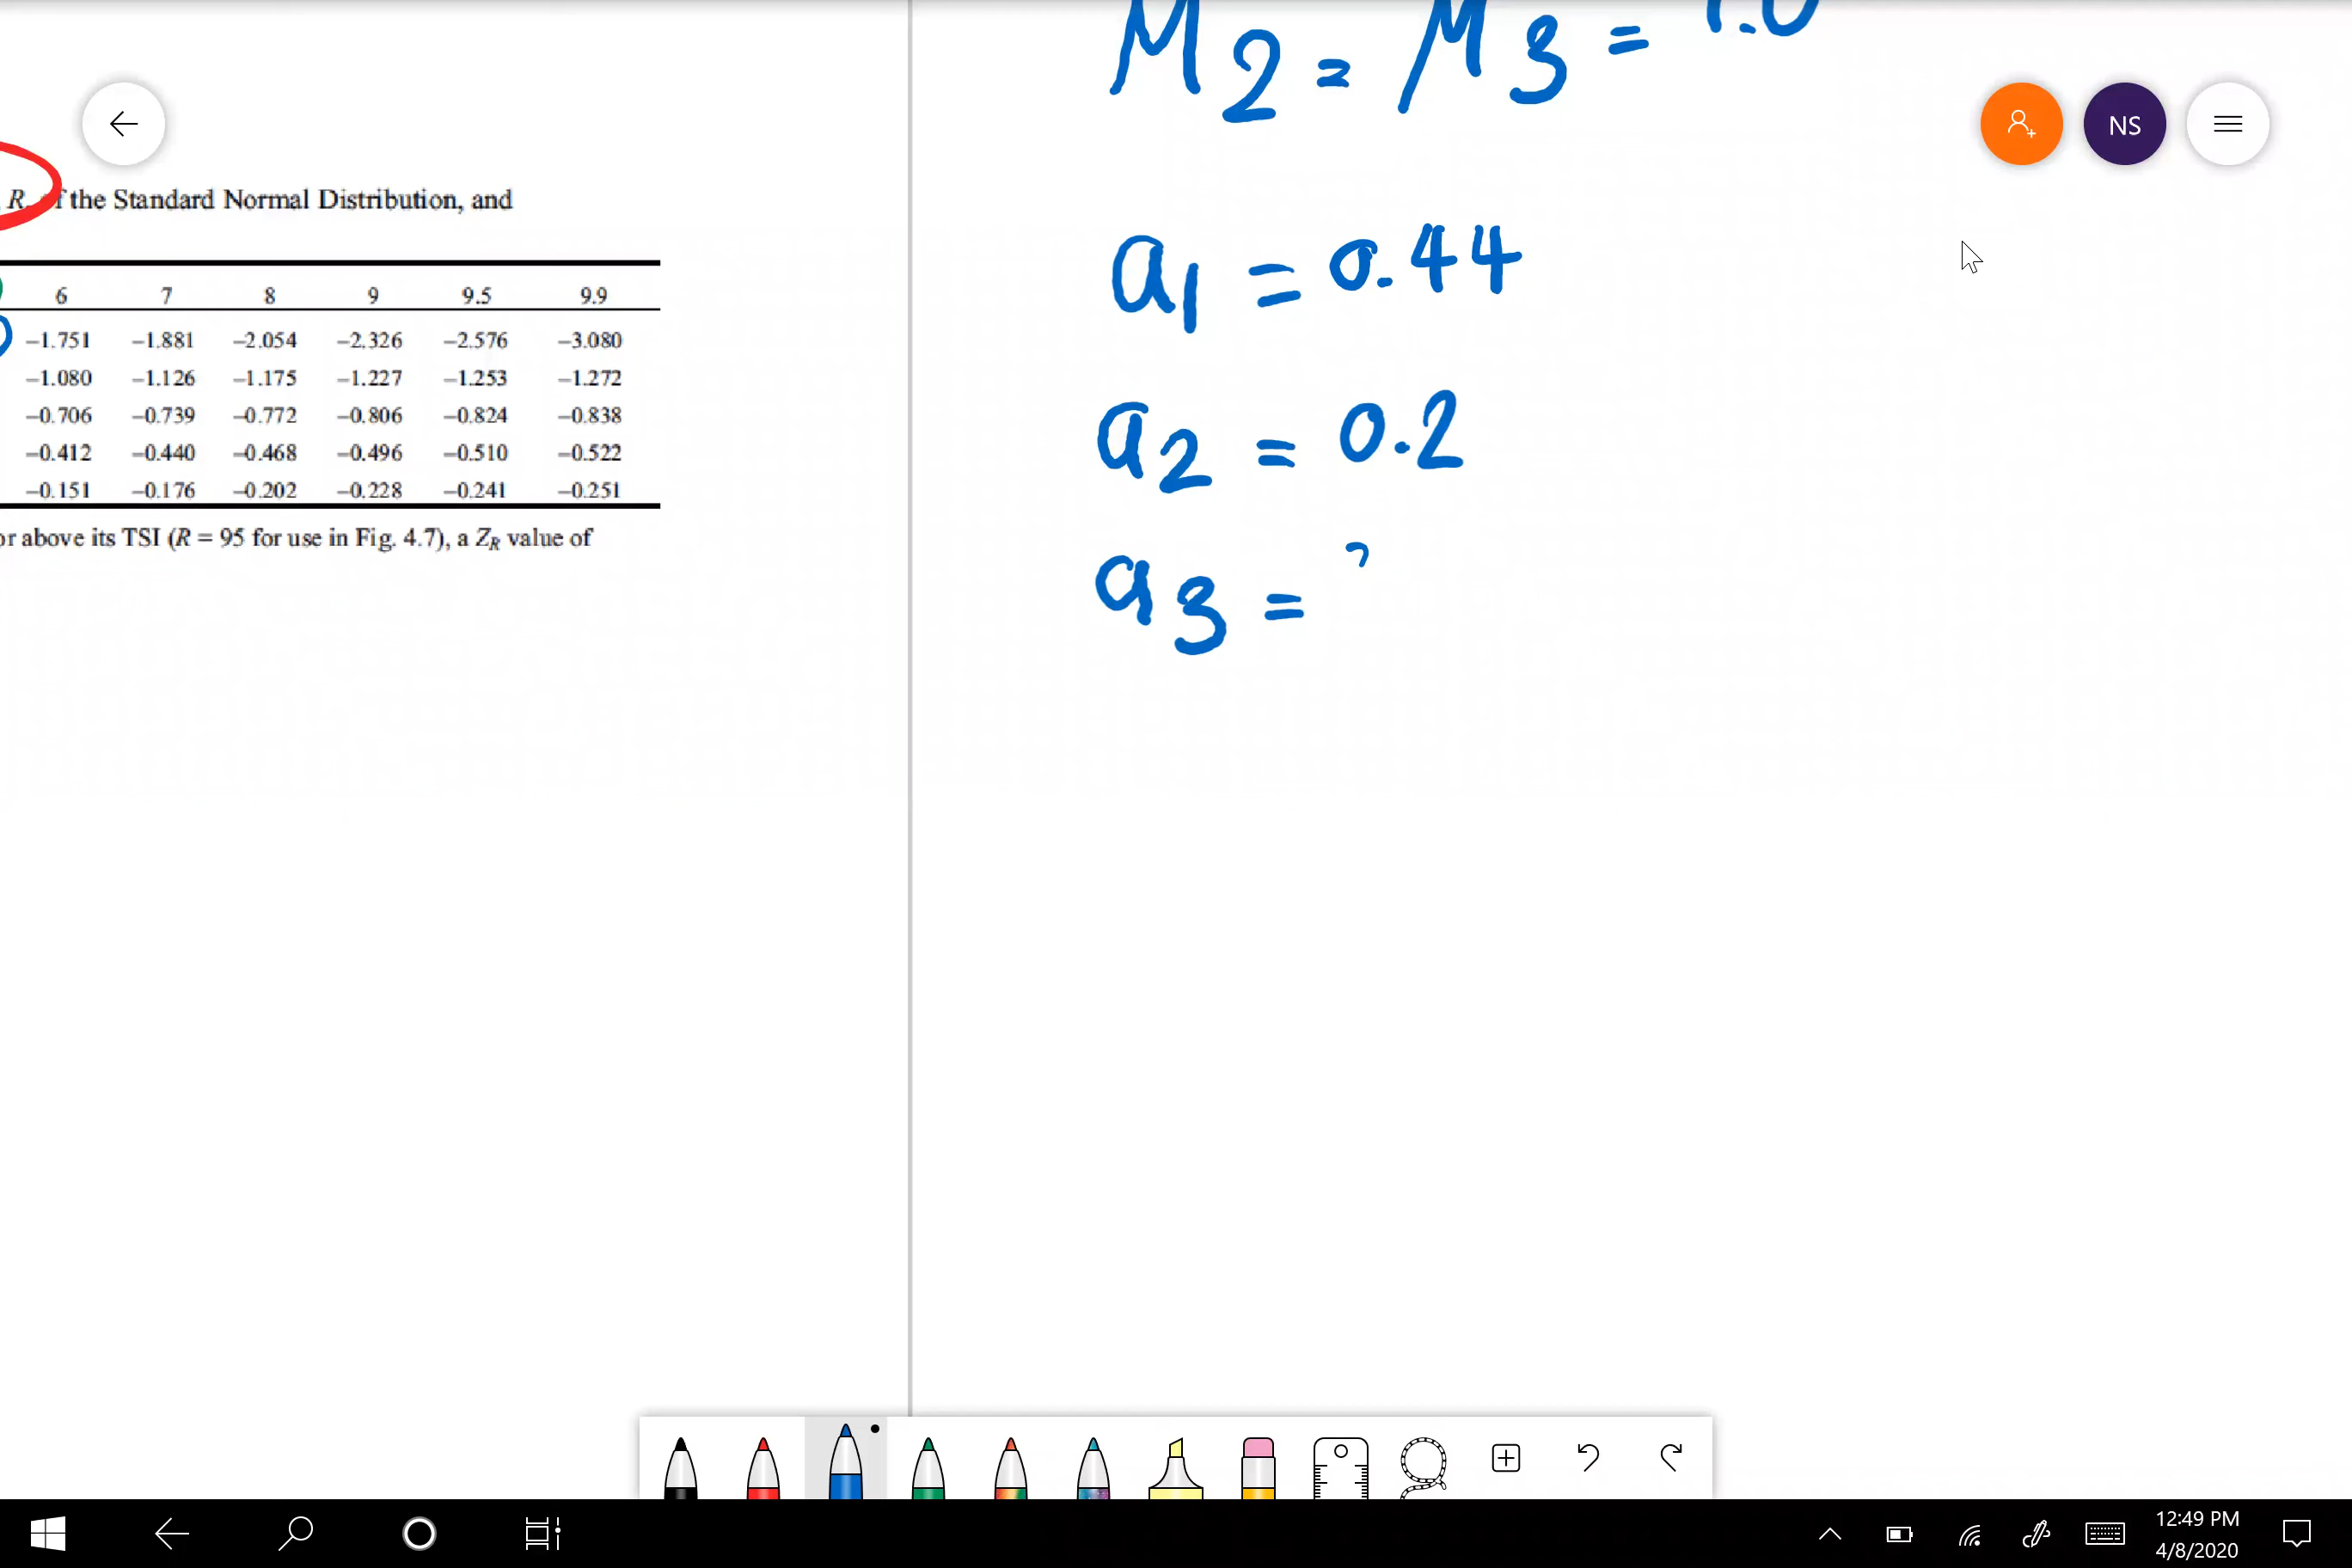 M2 = M3 = 1.0
NS
R of the Standard Normal Distribution, and
6 7 8 9 9.5 9.9
–1.751 –1.881 –2.054 –2.326 –2.576 –3.080
–1.080 –1.126 –1.175 –1.227 –1.253 –1.272
–0.706 –0.739 –0.772 –0.806 –0.824 –0.838
–0.412 –0.440 –0.468 –0.496 –0.510 –0.522
–0.151 –0.176 –0.202 –0.228 –0.241 –0.251
or above its TSI (R = 95 for use in Fig. 4.7), a ZR value of
a1 = 0.44
a2 = 0.2
a3 =
12:49 PM
4/8/2020